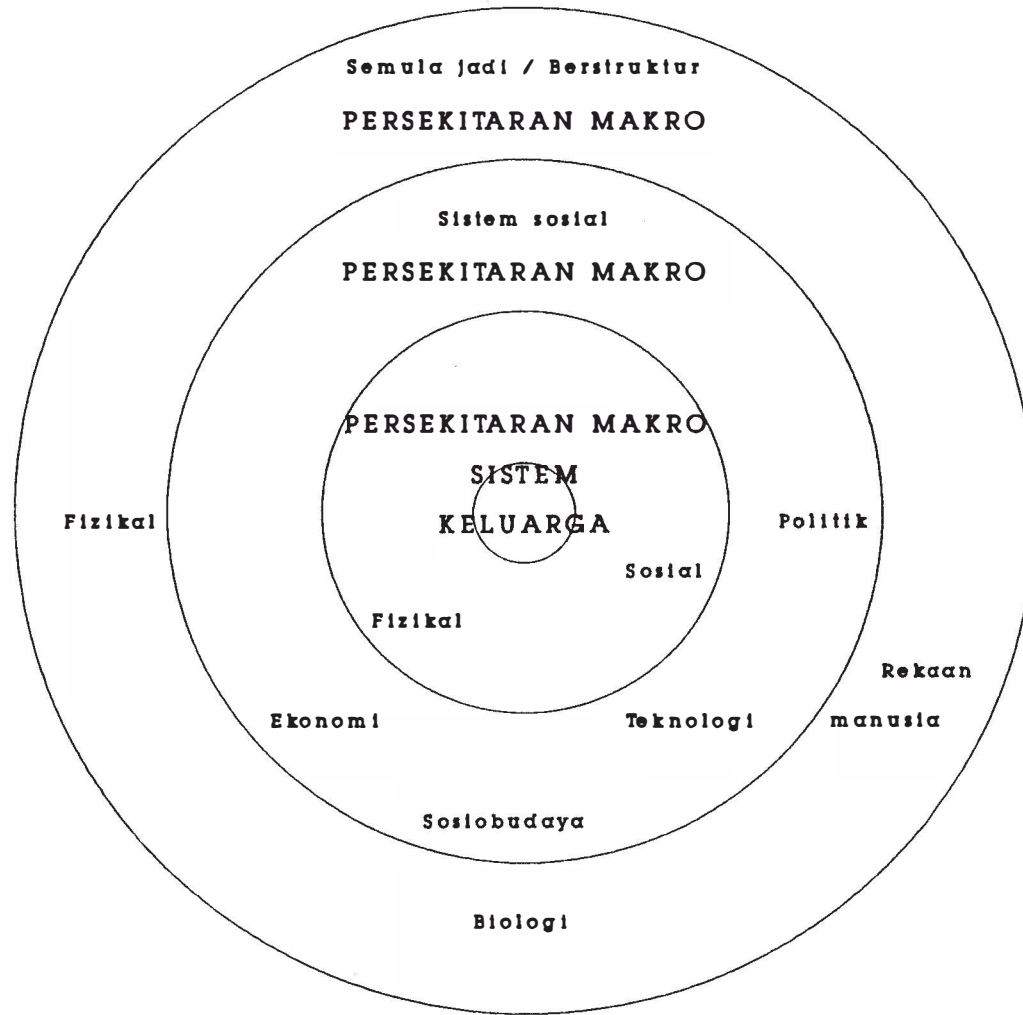 Semula jadi / Berstruktur
PERSEKITARAN MAKRO
Sistem sosial
PERSEKITARAN MAKRO
PERSEKITARAN MAKRO
SISTEM
KELUARGA
Fizikal
Politik
Sosial
Fizikal
Rekaan
manusia
Ekonomi
Teknologi
Sosiobudaya
Biologi